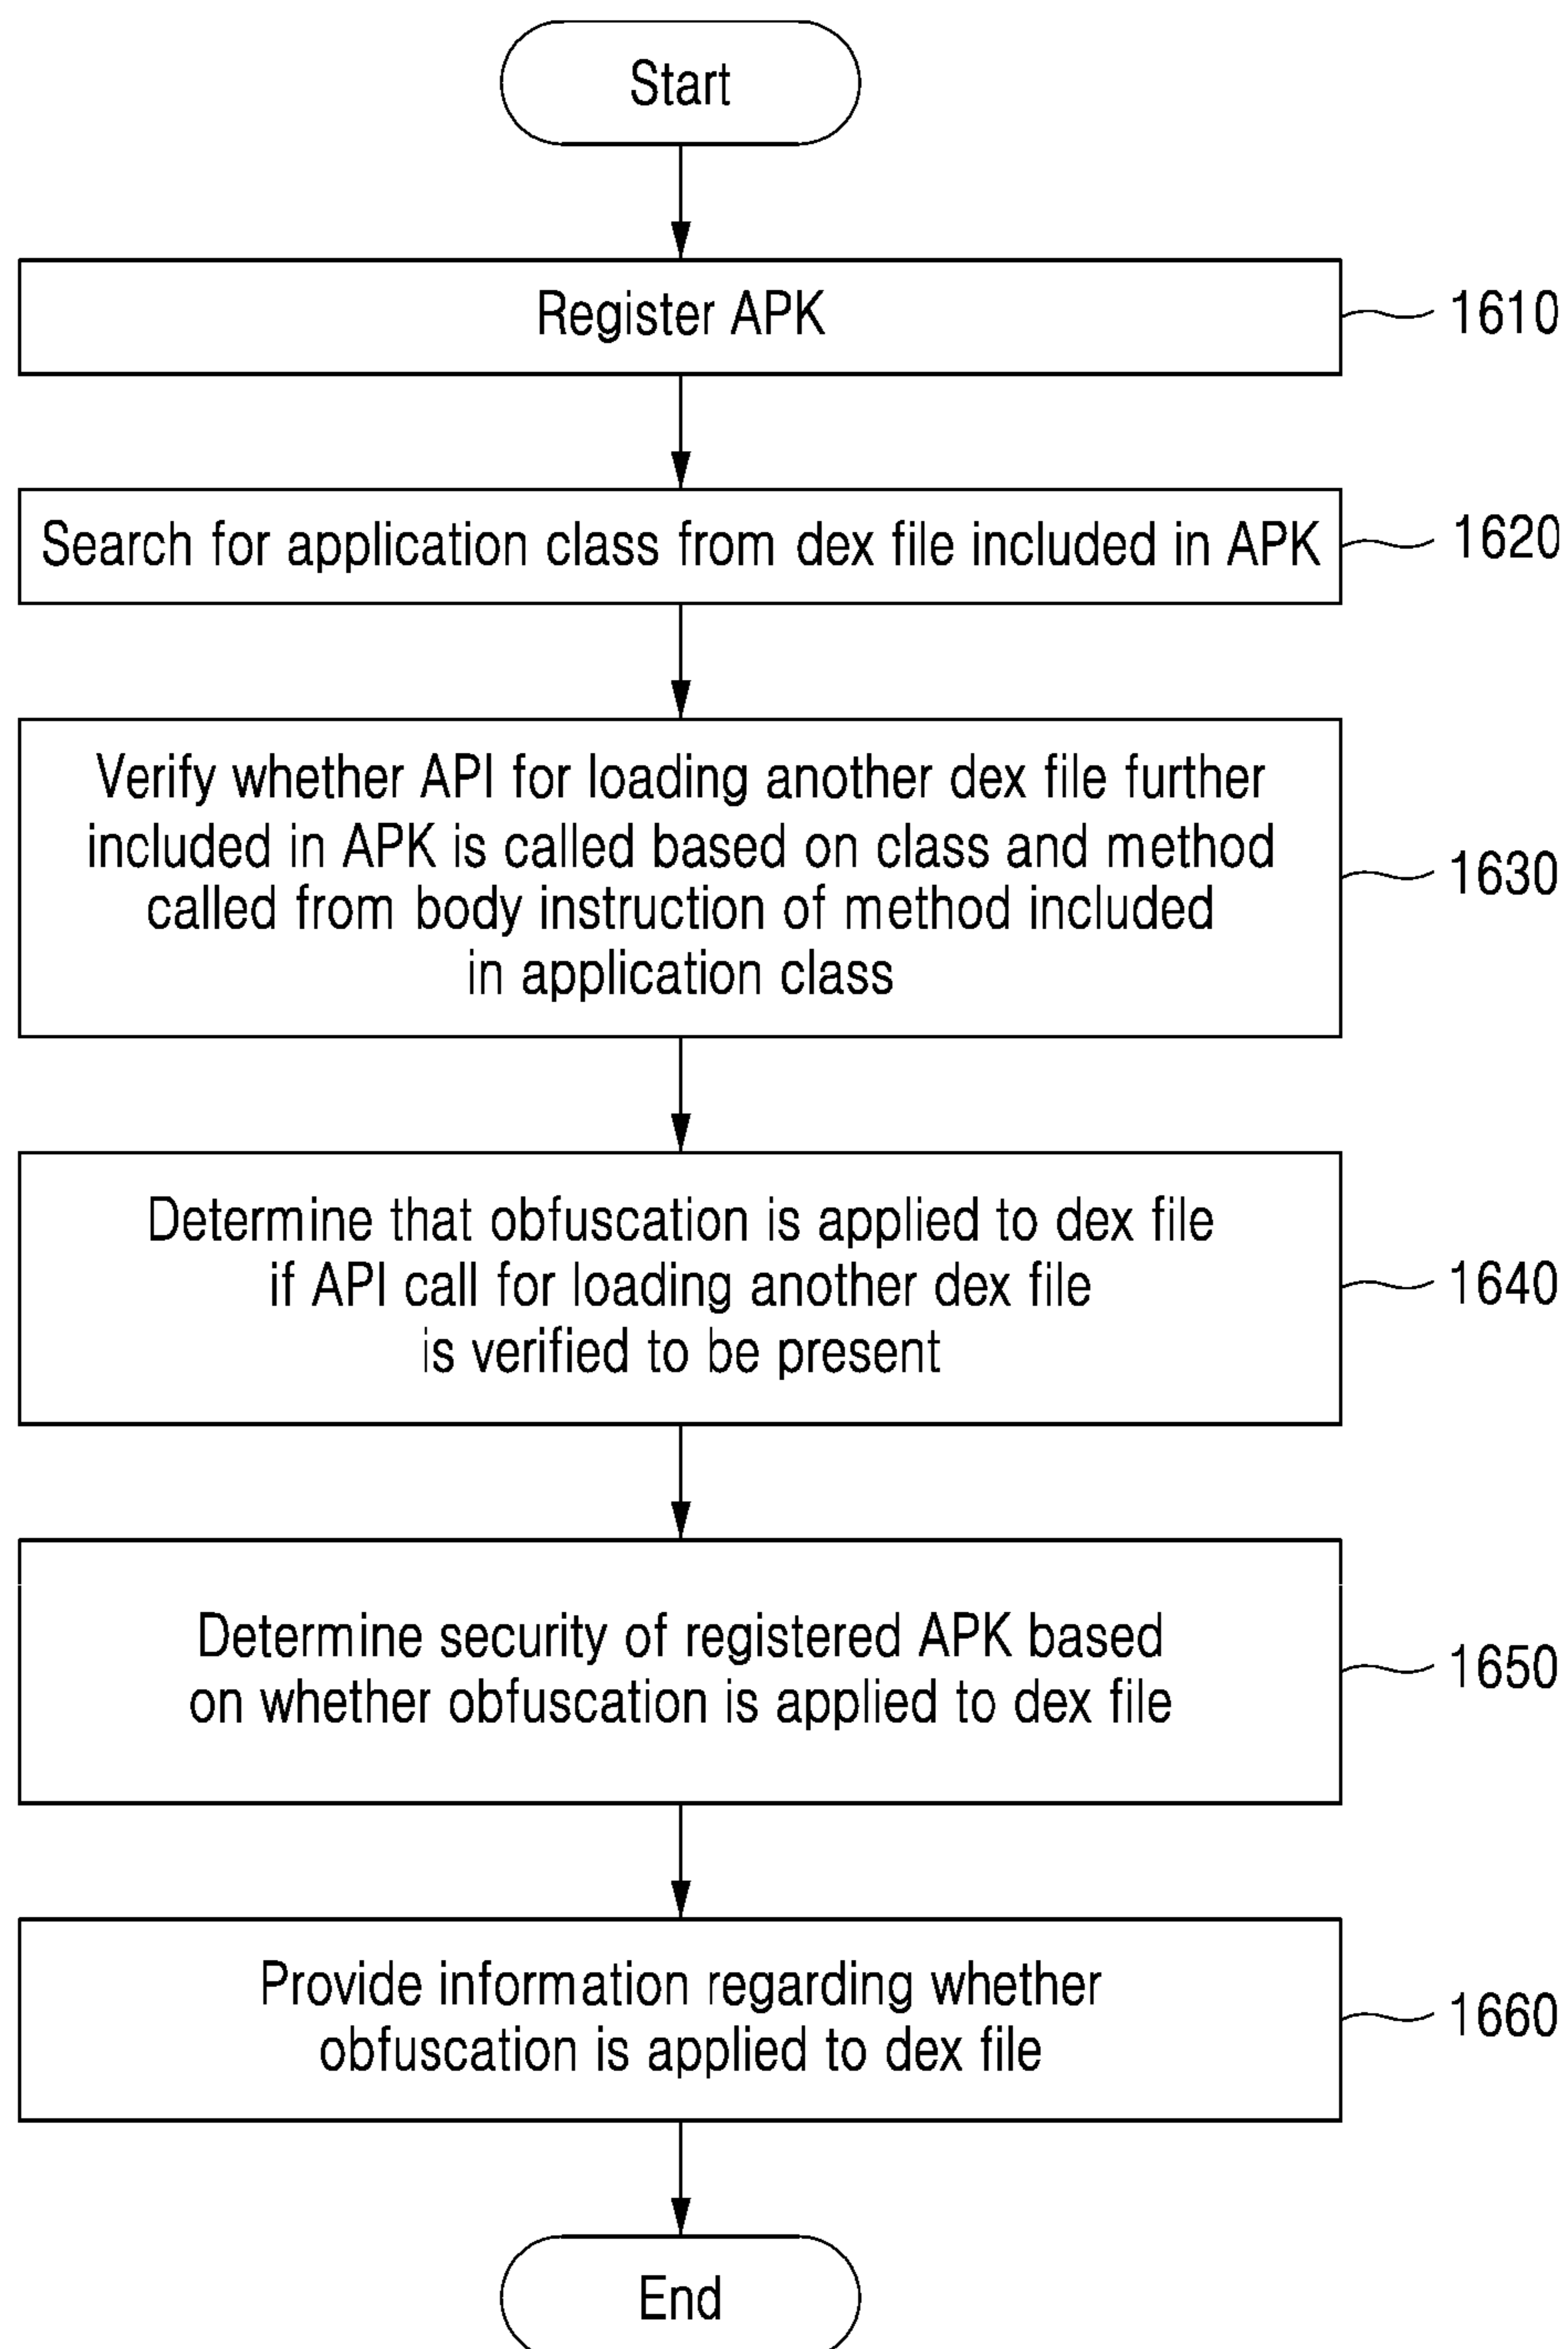 Start
Register APK
1610
Search for application class from dex file included in APK
1620
Verify whether API for loading another dex file further
included in APK is called based on class and method
called from body instruction of method included
in application class
1630
Determine that obfuscation is applied to dex file
if API call for loading another dex file
is verified to be present
1640
Determine security of registered APK based
on whether obfuscation is applied to dex file
1650
Provide information regarding whether
obfuscation is applied to dex file
1660
End